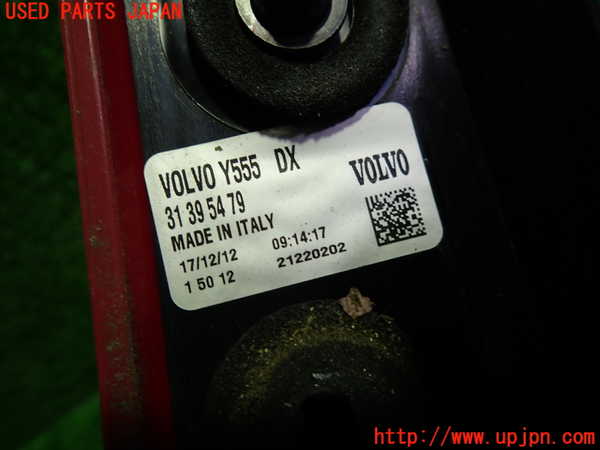 USED PARTS JAPAN
VOLVO Y555 DX
VOLVO
31 39 54 79
MADE IN ITALY
17/12/12 09:14:17
1 50 12 21220202
http://www.upjpn.com/